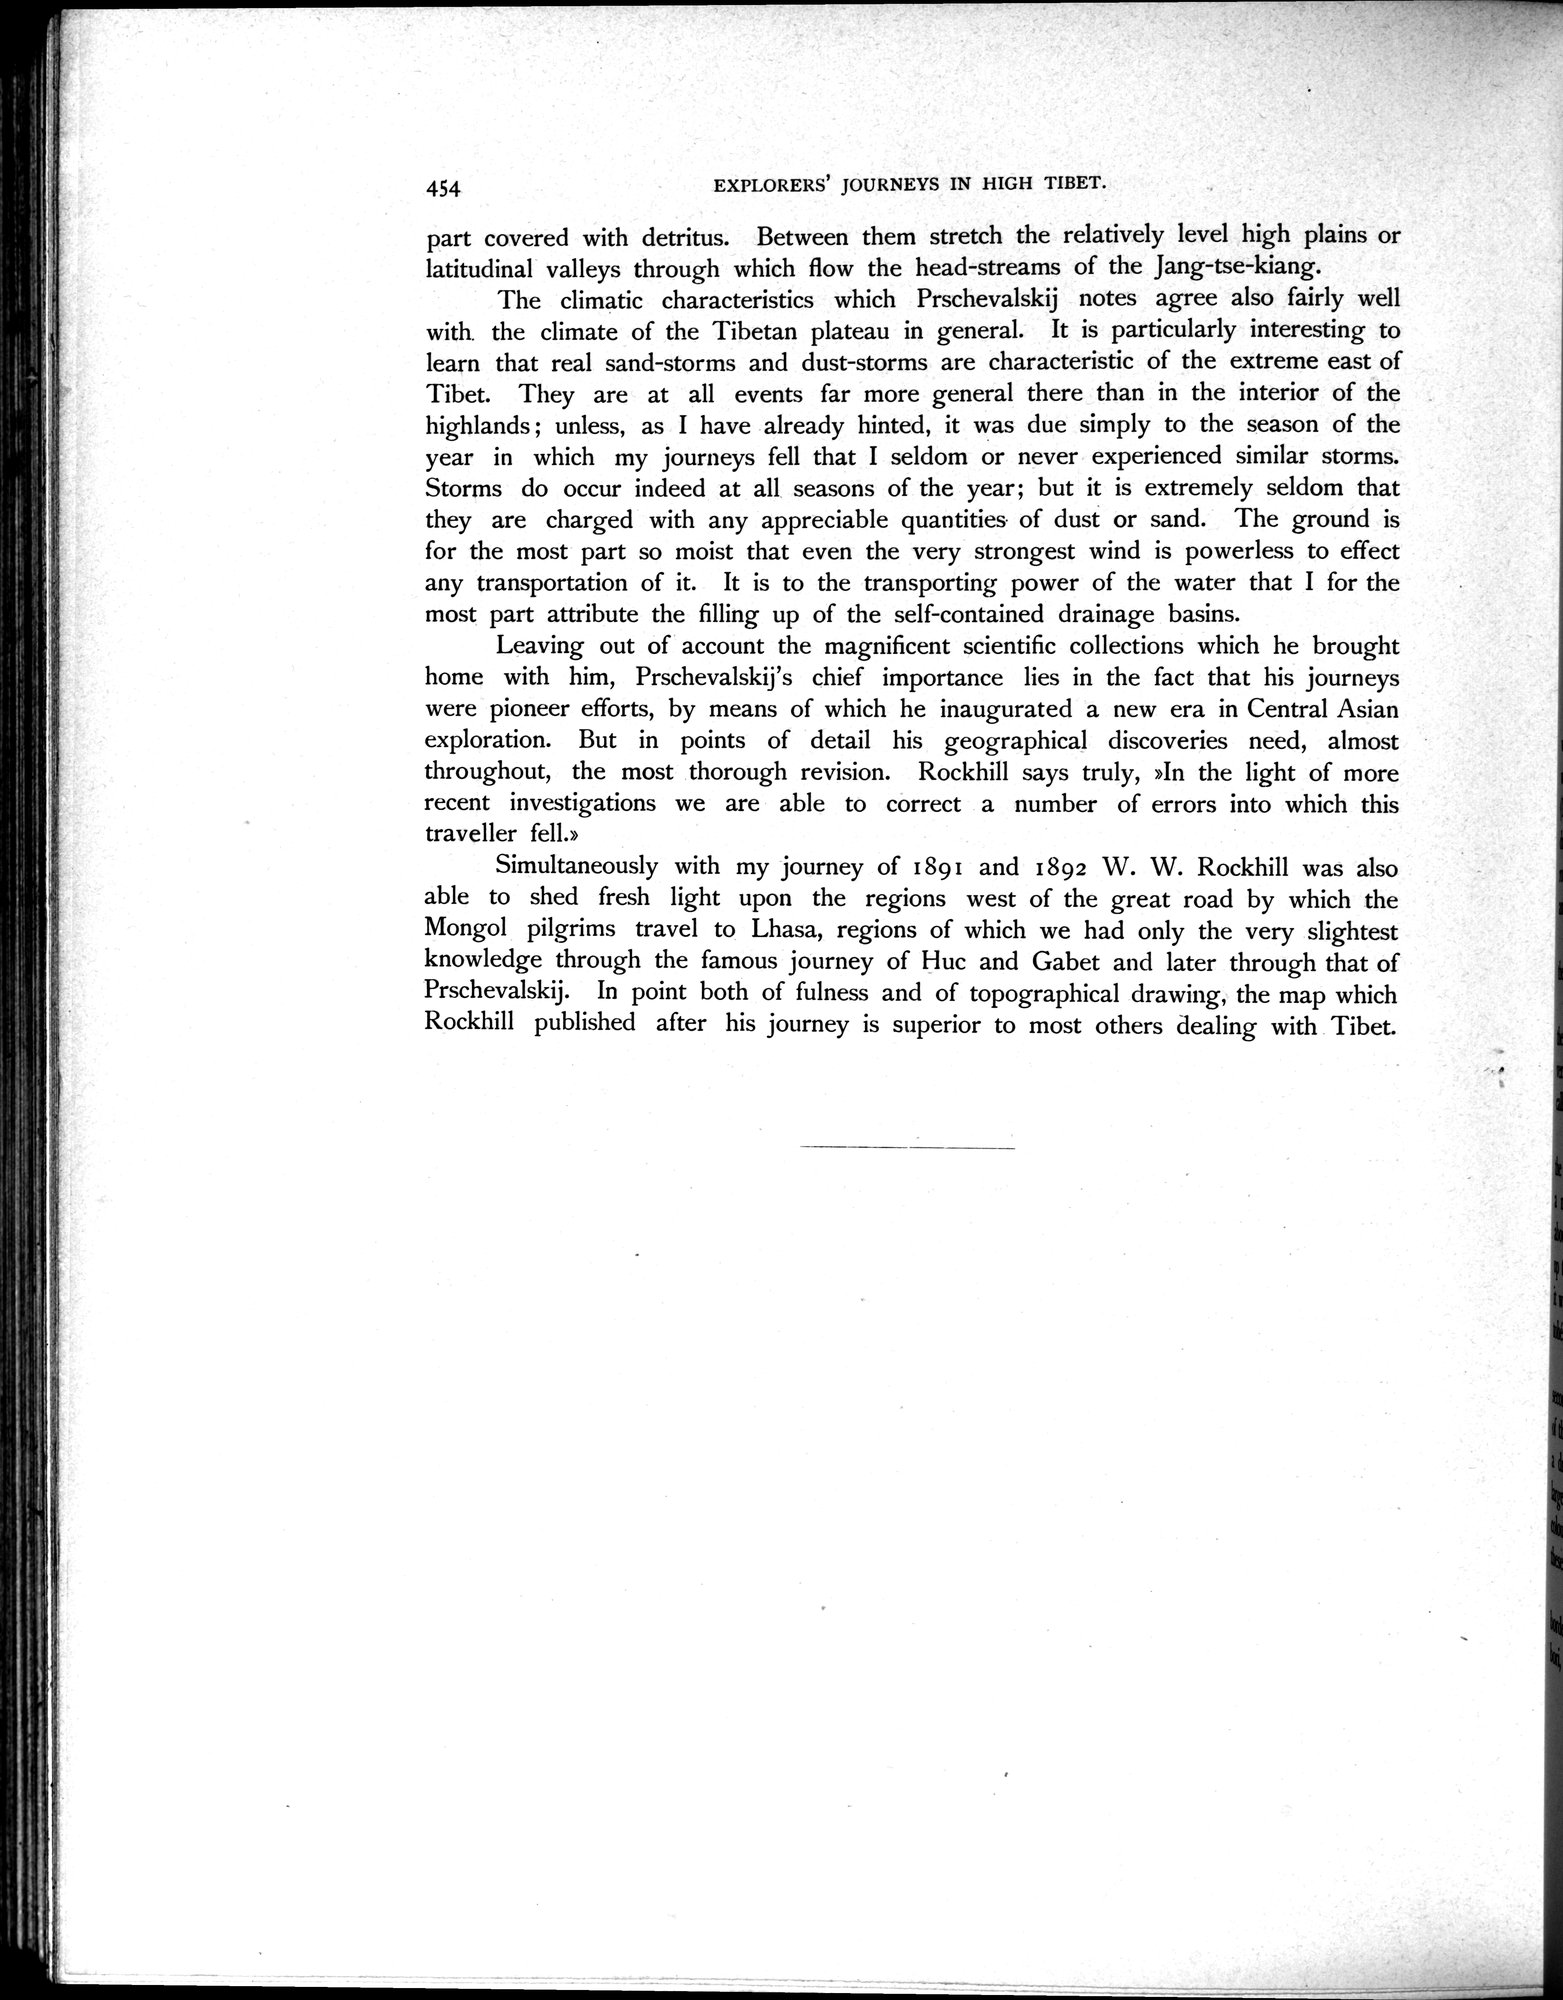 454
EXPLORERS' JOURNEYS IN HIGH TIBET.
part covered with detritus. Between them stretch the relatively level high plains or
latitudinal valleys through which flow the head-streams of the Jang-tse-kiang.
The climatic characteristics which Prschevalskij notes agree also fairly well
with the climate of the Tibetan plateau in general. It is particularly interesting to
learn that real sand-storms and dust-storms are characteristic of the extreme east of
Tibet. They are at all events far more general there than in the interior of the
highlands; unless, as I have already hinted, it was due simply to the season of the
year in which my journeys fell that I seldom or never experienced similar storms.
Storms do occur indeed at all seasons of the year; but it is extremely seldom that
they are charged with any appreciable quantities of dust or sand. The ground is
for the most part so moist that even the very strongest wind is powerless to effect
any transportation of it. It is to the transporting power of the water that I for the
most part attribute the filling up of the self-contained drainage basins.
Leaving out of account the magnificent scientific collections which he brought
home with him, Prschevalskij's chief importance lies in the fact that his journeys
were pioneer efforts, by means of which he inaugurated a new era in Central Asian
exploration. But in points of detail his geographical discoveries need, almost
throughout, the most thorough revision. Rockhill says truly, »In the light of more
recent investigations we are able to correct a number of errors into which this
traveller fell.»
Simultaneously with my journey of 1891 and 1892 W. W. Rockhill was also
able to shed fresh light upon the regions west of the great road by which the
Mongol pilgrims travel to Lhasa, regions of which we had only the very slightest
knowledge through the famous journey of Huc and Gabet and later through that of
Prschevalskij. In point both of fulness and of topographical drawing, the map which
Rockhill published after his journey is superior to most others dealing with Tibet.